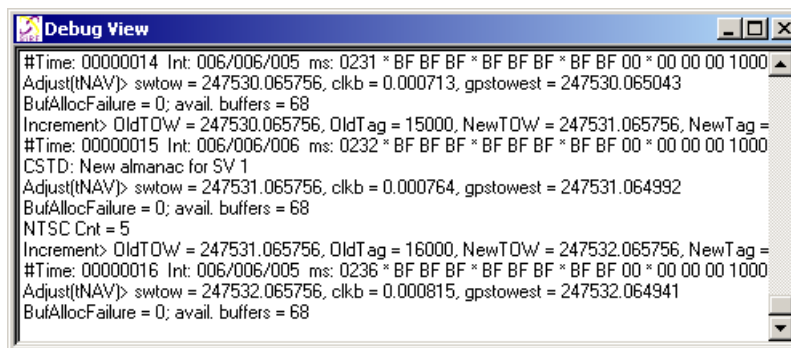 Debug View
#Time: 00000014 Int: 006/006/005 ms: 0231 * BF BF BF * BF BF BF * BF BF 00 * 00 00 00 1000
Adjust(tNAV)> swtow = 247530.065756, clkb = 0.000713, gpstowest = 247530.065043
BufAllocFailure = 0; avail. buffers = 68
Increment> OldTOW = 247530.065756, OldTag = 15000, NewTOW = 247531.065756, NewTag =
#Time: 00000015 Int: 006/006/006 ms: 0232 * BF BF BF * BF BF BF * BF BF 00 * 00 00 00 1000
CSTD: New almanac for SV 1
Adjust(tNAV)> swtow = 247531.065756, clkb = 0.000764, gpstowest = 247531.064992
BufAllocFailure = 0; avail. buffers = 68
NTSC Cnt = 5
Increment> OldTOW = 247531.065756, OldTag = 16000, NewTOW = 247532.065756, NewTag =
#Time: 00000016 Int: 006/006/005 ms: 0236 * BF BF BF * BF BF BF * BF BF 00 * 00 00 00 1000
Adjust(tNAV)> swtow = 247532.065756, clkb = 0.000815, gpstowest = 247532.064941
BufAllocFailure = 0; avail. buffers = 68